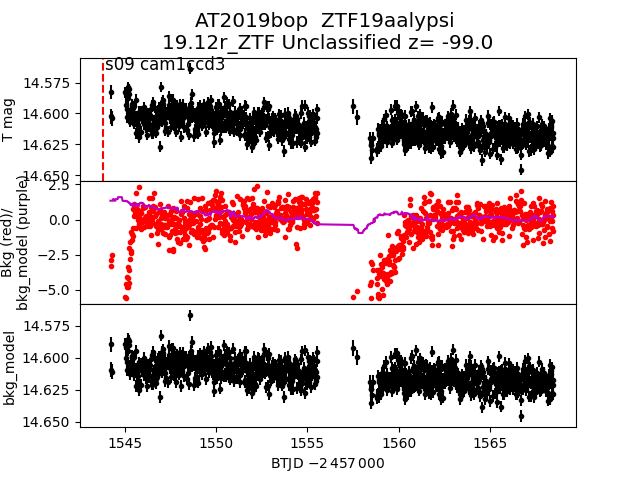 AT2019bop  ZTF19aalypsi
19.12r_ZTF Unclassified z= -99.0
s09 cam1ccd3
T mag
14.575
14.600
14.625
14.650
Bkg (red)/
bkg_model (purple)
2.5
0.0
−2.5
−5.0
bkg_model
14.575
14.600
14.625
14.650
1545
1550
1555
1560
1565
BTJD −2 457 000